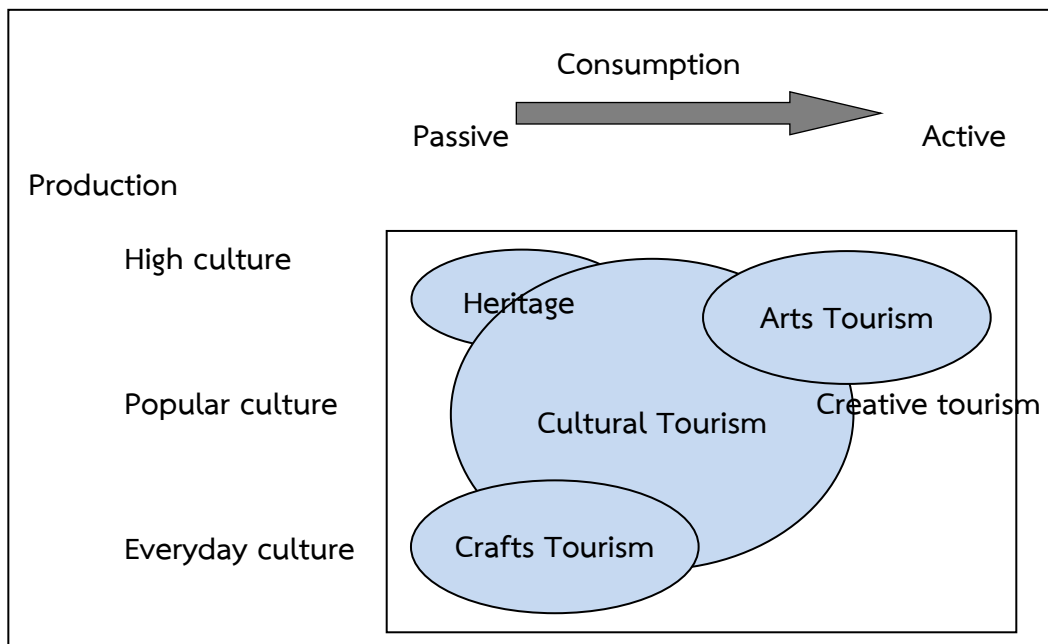 Consumption
Passive
Active
Production
High culture
Heritage
Arts Tourism
Popular culture
Cultural Tourism
Creative tourism
Everyday culture
Crafts Tourism